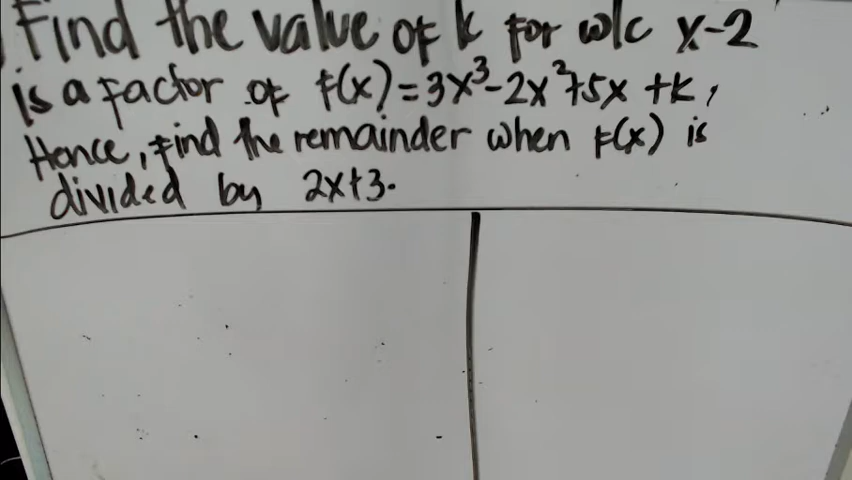 Find the value of k for w/c x-2
is a factor of f(x)=3x³-2x²+5x +k,
Hence, find the remainder when f(x) is
divided by 2x+3.